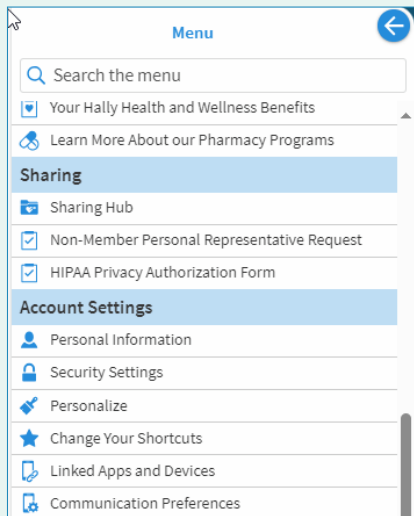 Menu
Search the menu
Your Hally Health and Wellness Benefits
Learn More About our Pharmacy Programs
Sharing
Sharing Hub
Non-Member Personal Representative Request
HIPAA Privacy Authorization Form
Account Settings
Personal Information
Security Settings
Personalize
Change Your Shortcuts
Linked Apps and Devices
Communication Preferences